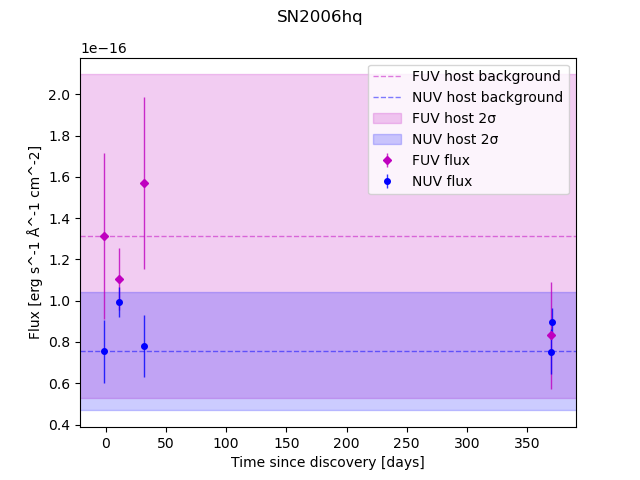 SN2006hq
1e−16
FUV host background
NUV host background
FUV host 2σ
NUV host 2σ
FUV flux
NUV flux
2.0
1.8
1.6
1.4
1.2
1.0
0.8
0.6
0.4
Flux [erg s^-1 Å^-1 cm^-2]
0 50 100 150 200 250 300 350
Time since discovery [days]